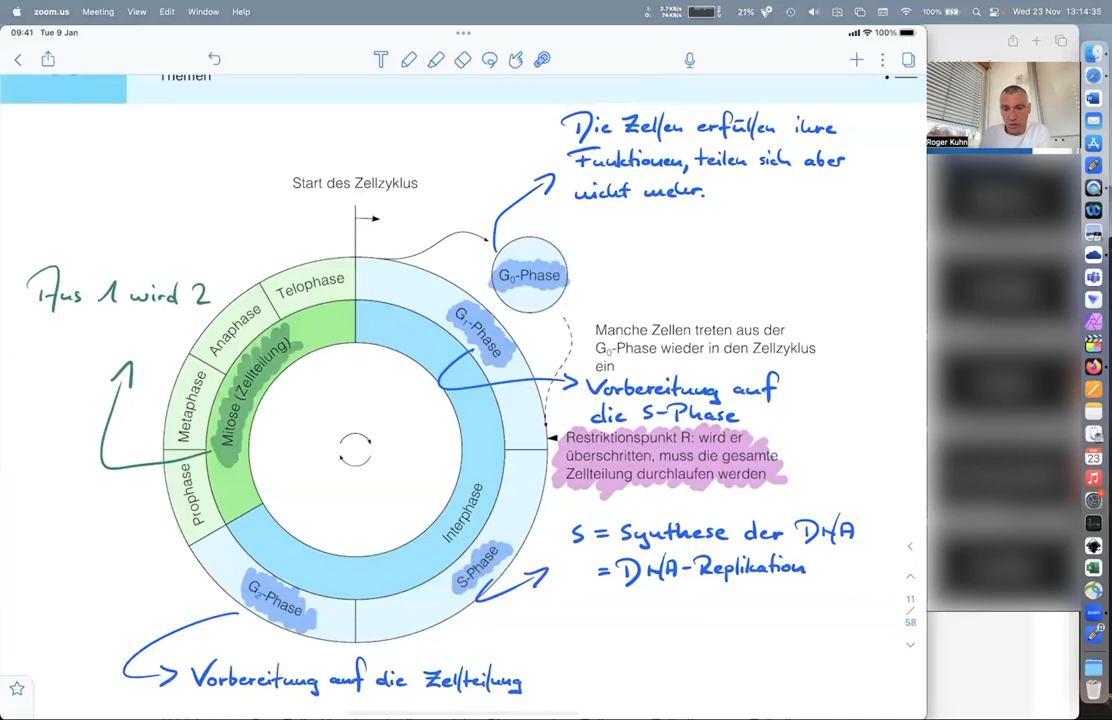 zoom.us Meeting View Edit Window Help
21%
100%
Wed 23 Nov 13:14:35
09:41 Tue 9 Jan
100%
Themen
Roger Kuhn
Die Zellen erfüllen ihre
Funktionen, teilen sich aber
nicht mehr.
Start des Zellzyklus
G₀-Phase
Aus 1 wird 2
Telophase
Anaphase
Metaphase
Prophase
Mitose (Zellteilung)
G₁-Phase
Manche Zellen treten aus der
G₀-Phase wieder in den Zellzyklus
ein
Vorbereitung auf
die S-Phase
Restriktionspunkt R: wird er
überschritten, muss die gesamte
Zellteilung durchlaufen werden
Interphase
S-Phase
S = Synthese der DNA
= DNA-Replikation
G₂-Phase
Vorbereitung auf die Zellteilung
11
/
58
23